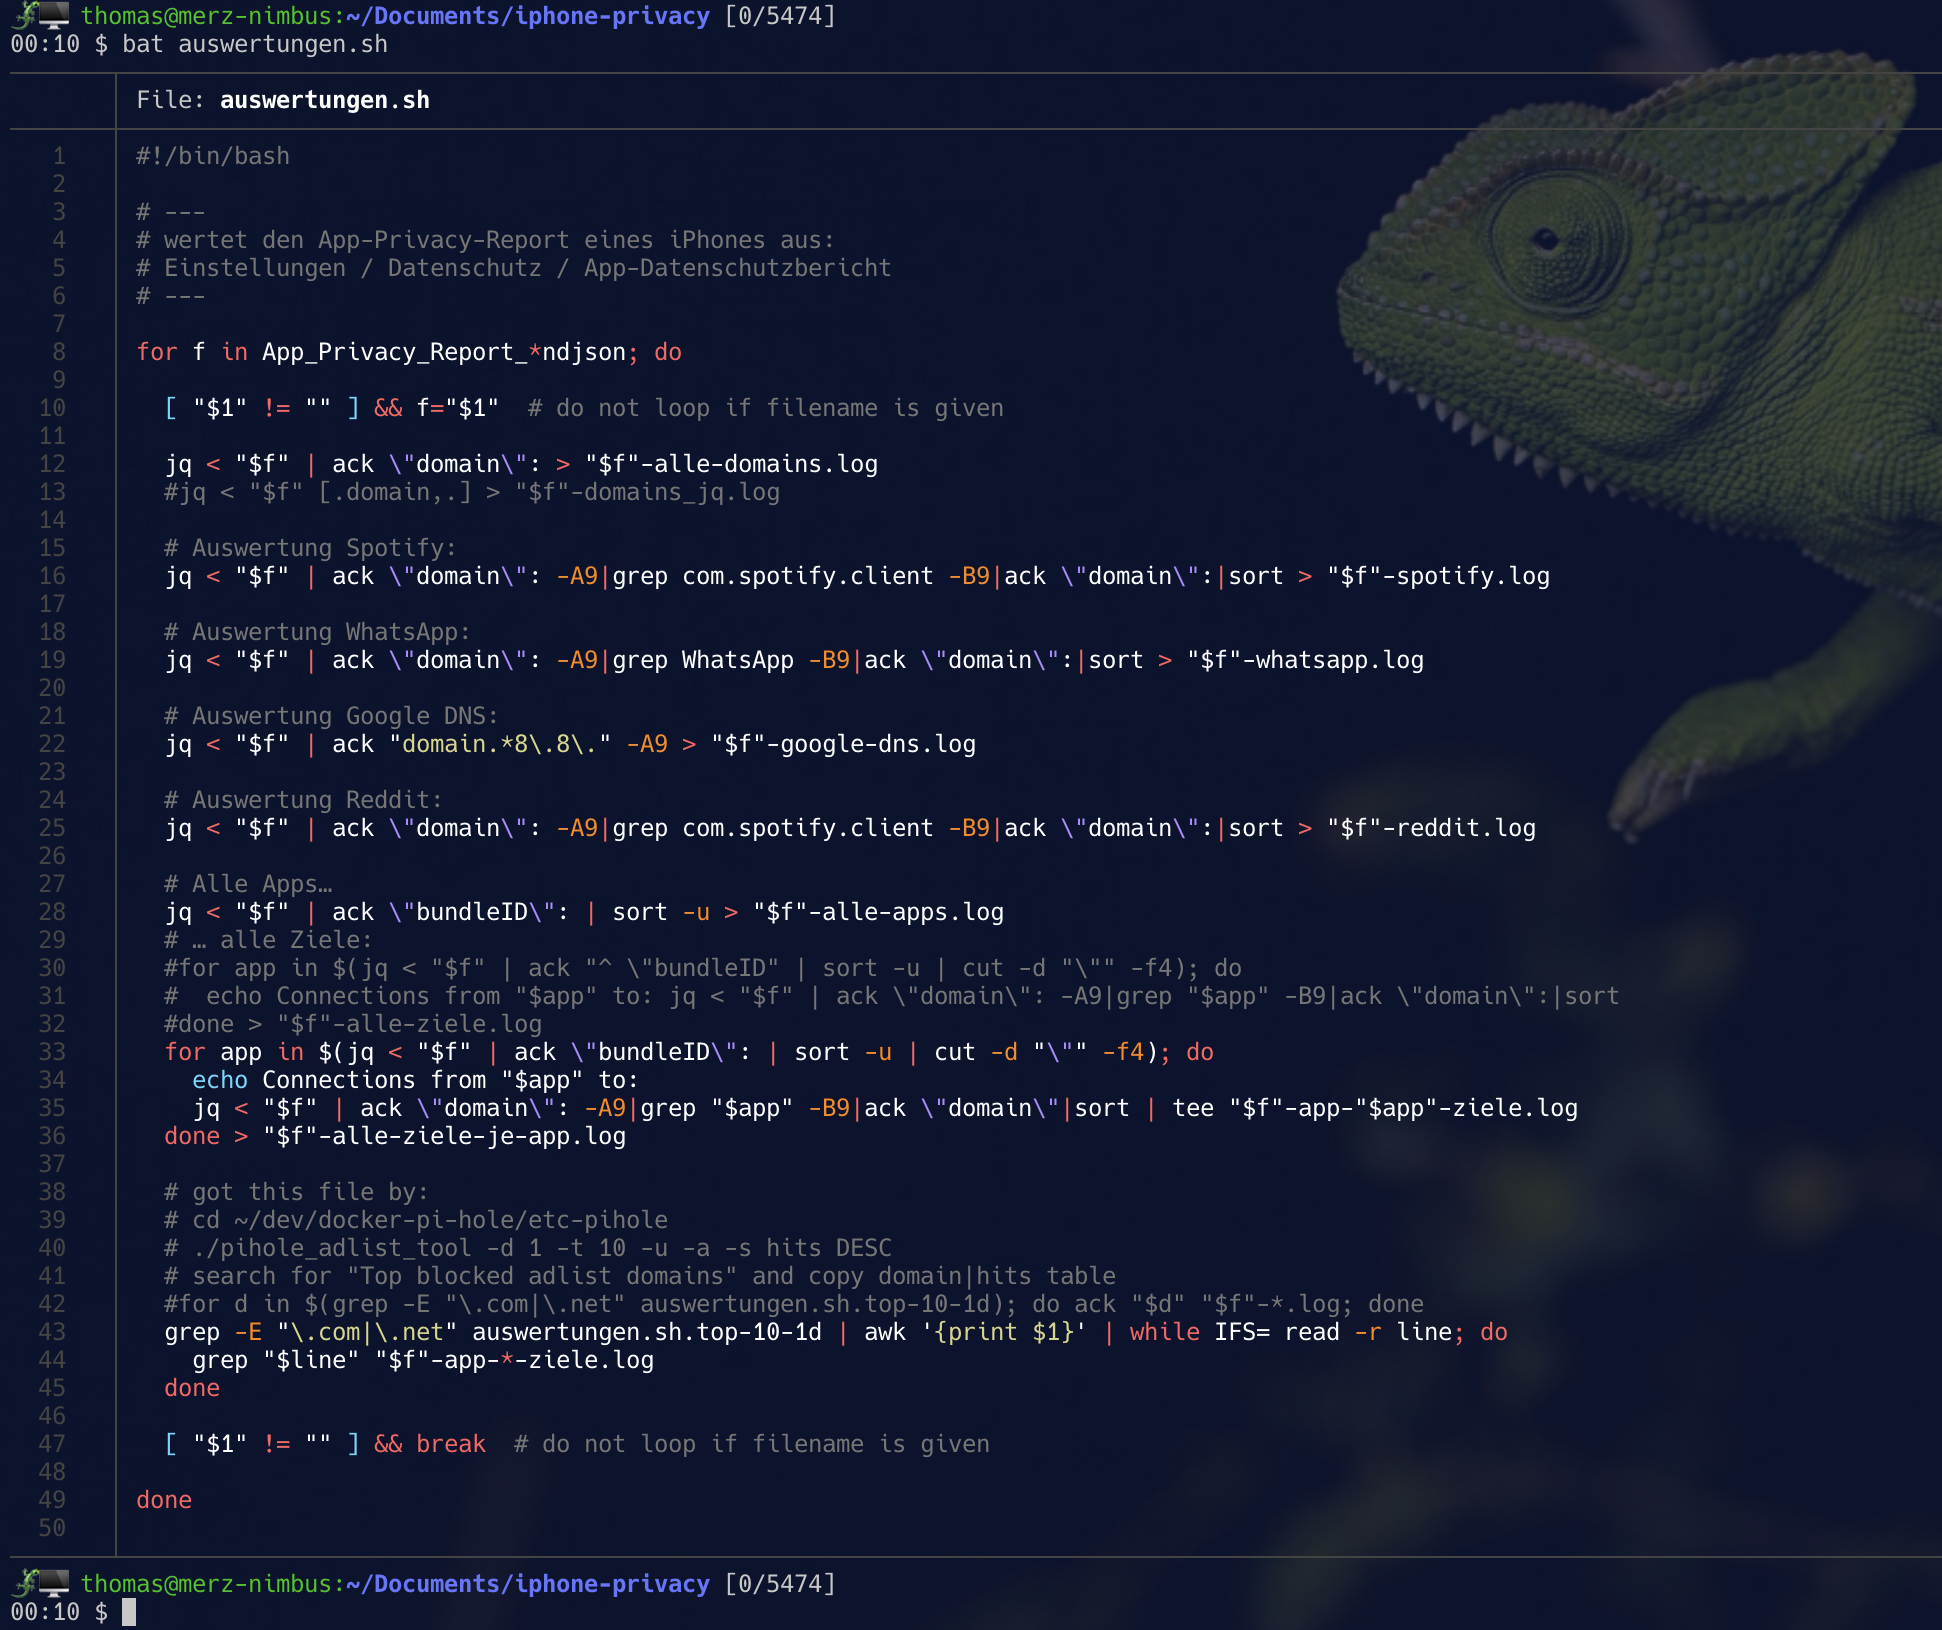 thomas@merz-nimbus:~/Documents/iphone-privacy [0/5474]
00:10 $ bat auswertungen.sh
File: auswertungen.sh
1 #!/bin/bash
2
3 # ---
4 # wertet den App-Privacy-Report eines iPhones aus:
5 # Einstellungen / Datenschutz / App-Datenschutzbericht
6 # ---
7
8 for f in App_Privacy_Report_*ndjson; do
9
10 [ "$1" != "" ] && f="$1"  # do not loop if filename is given
11
12 jq < "$f" | ack \"domain\": > "$f"-alle-domains.log
13 #jq < "$f" [.domain,.] > "$f"-domains_jq.log
14
15 # Auswertung Spotify:
16 jq < "$f" | ack \"domain\": -A9|grep com.spotify.client -B9|ack \"domain\":|sort > "$f"-spotify.log
17
18 # Auswertung WhatsApp:
19 jq < "$f" | ack \"domain\": -A9|grep WhatsApp -B9|ack \"domain\":|sort > "$f"-whatsapp.log
20
21 # Auswertung Google DNS:
22 jq < "$f" | ack "domain.*8\.8\." -A9 > "$f"-google-dns.log
23
24 # Auswertung Reddit:
25 jq < "$f" | ack \"domain\": -A9|grep com.spotify.client -B9|ack \"domain\":|sort > "$f"-reddit.log
26
27 # Alle Apps…
28 jq < "$f" | ack \"bundleID\": | sort -u > "$f"-alle-apps.log
29 # … alle Ziele:
30 #for app in $(jq < "$f" | ack "^ \"bundleID" | sort -u | cut -d "\"" -f4); do
31 #  echo Connections from "$app" to: jq < "$f" | ack \"domain\": -A9|grep "$app" -B9|ack \"domain\":|sort
32 #done > "$f"-alle-ziele.log
33 for app in $(jq < "$f" | ack \"bundleID\": | sort -u | cut -d "\"" -f4); do
34 echo Connections from "$app" to:
35 jq < "$f" | ack \"domain\": -A9|grep "$app" -B9|ack \"domain\"|sort | tee "$f"-app-"$app"-ziele.log
36 done > "$f"-alle-ziele-je-app.log
37
38 # got this file by:
39 # cd ~/dev/docker-pi-hole/etc-pihole
40 # ./pihole_adlist_tool -d 1 -t 10 -u -a -s hits DESC
41 # search for "Top blocked adlist domains" and copy domain|hits table
42 #for d in $(grep -E "\.com|\.net" auswertungen.sh.top-10-1d); do ack "$d" "$f"-*.log; done
43 grep -E "\.com|\.net" auswertungen.sh.top-10-1d | awk '{print $1}' | while IFS= read -r line; do
44 grep "$line" "$f"-app-*-ziele.log
45 done
46
47 [ "$1" != "" ] && break  # do not loop if filename is given
48
49 done
50
thomas@merz-nimbus:~/Documents/iphone-privacy [0/5474]
00:10 $